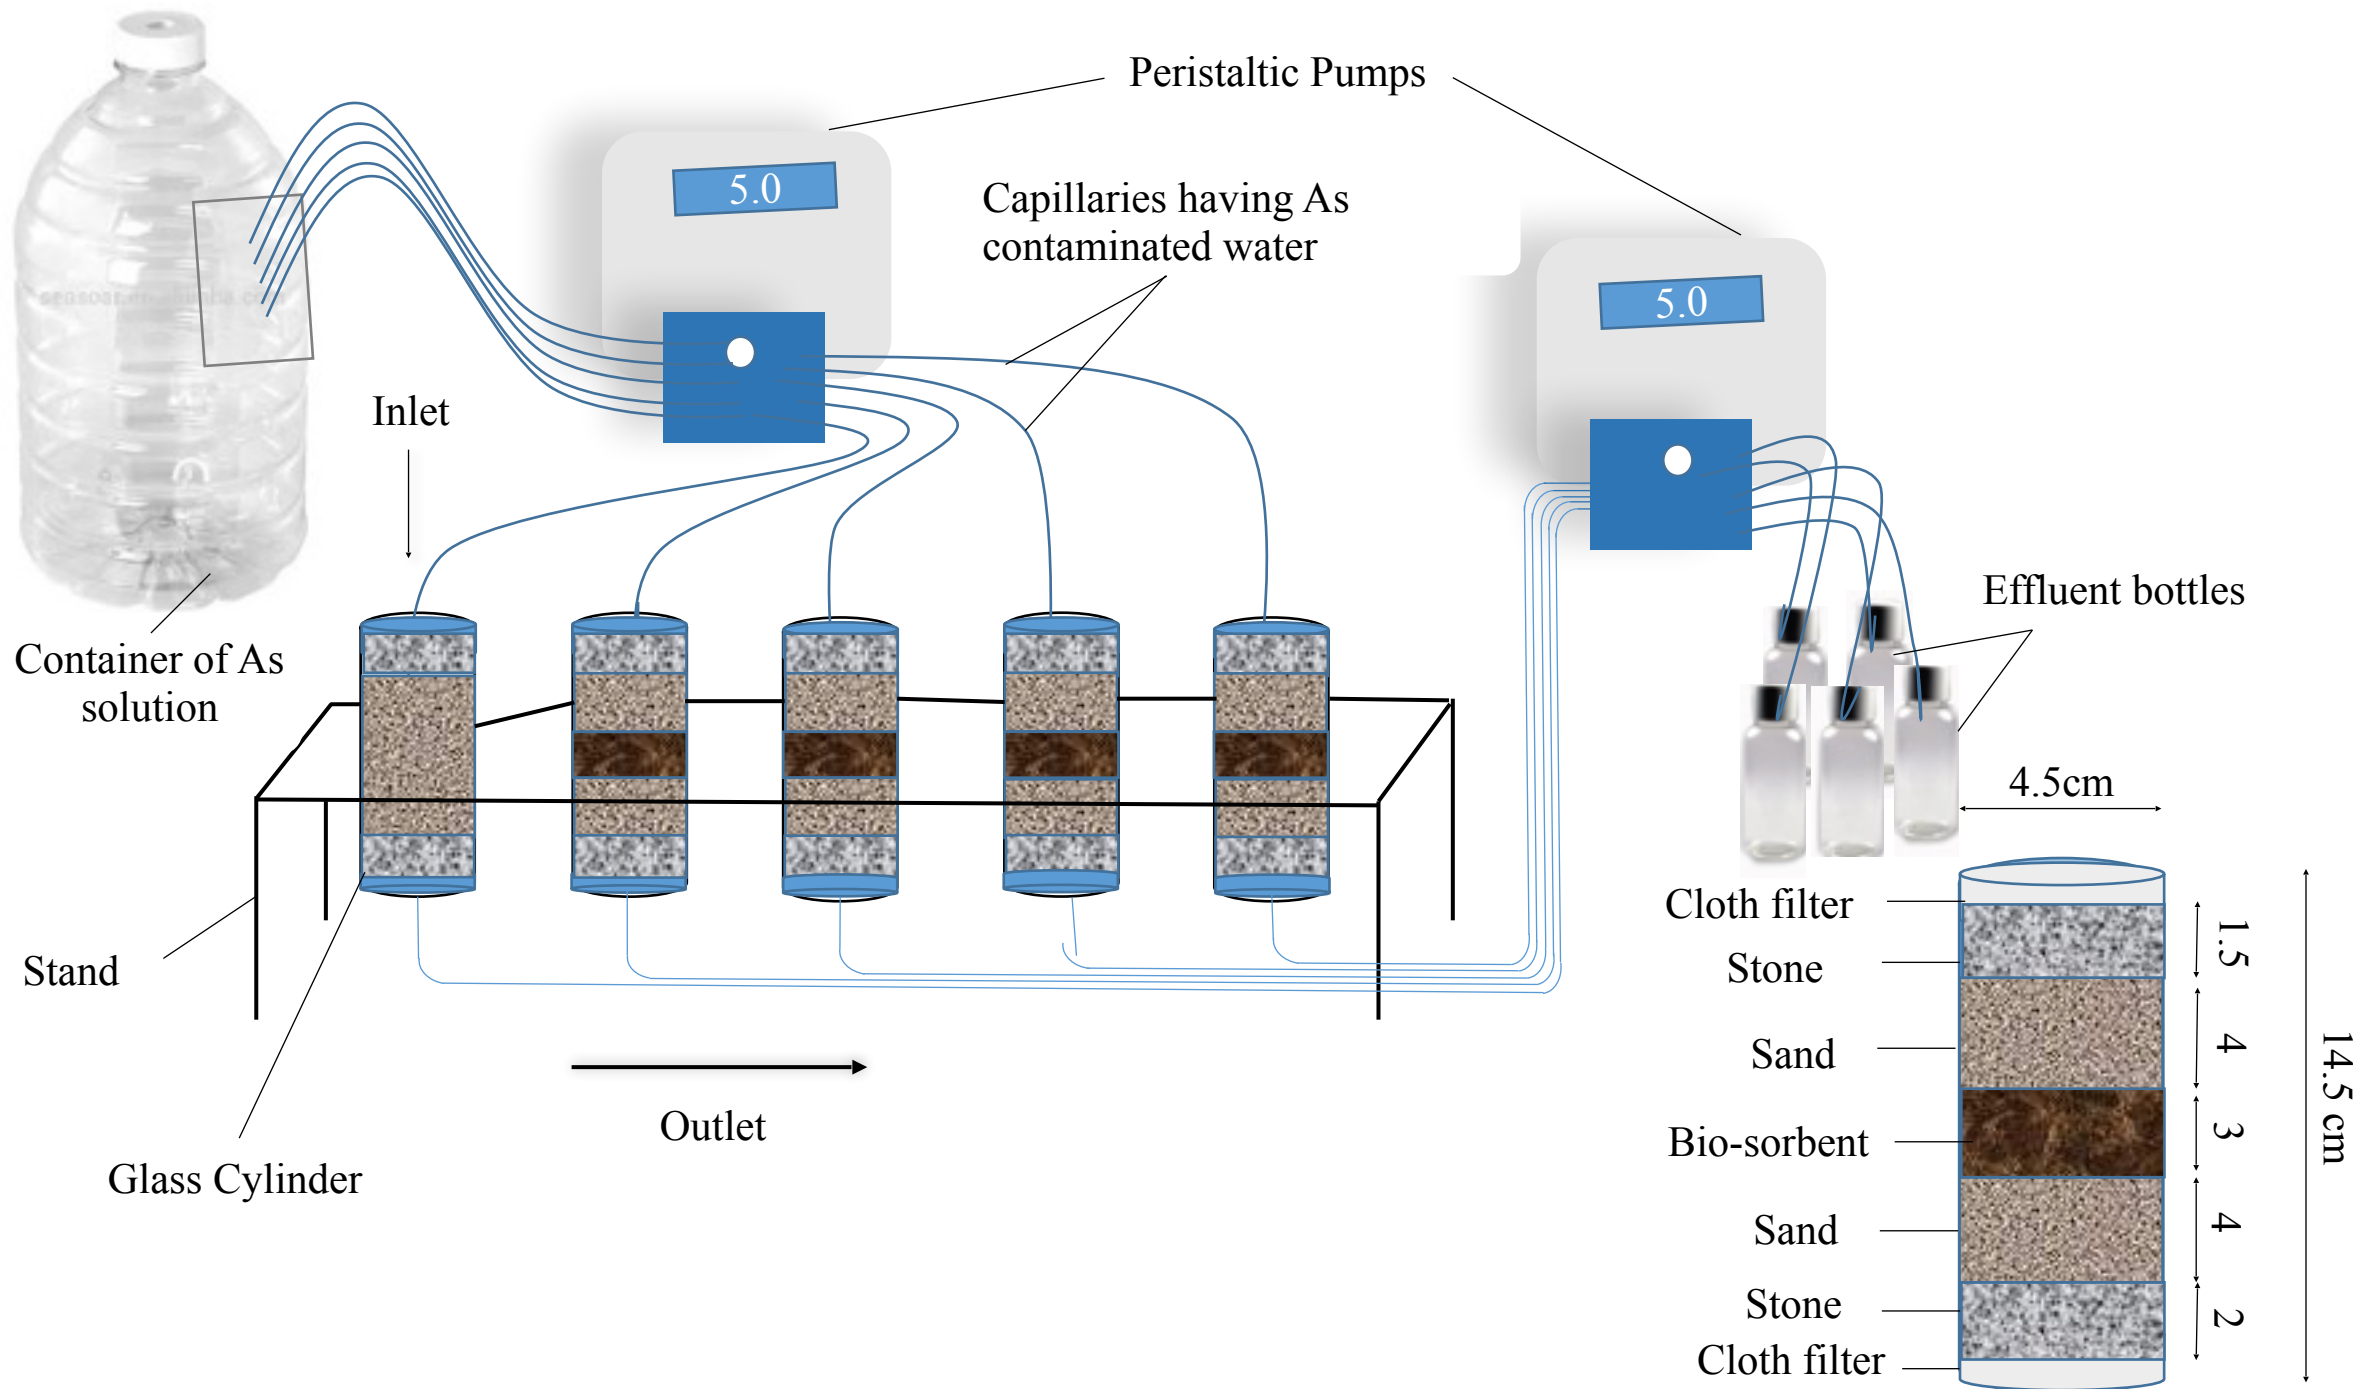 Peristaltic Pumps
5.0
Capillaries having As
contaminated water
5.0
Inlet
Container of As
solution
Effluent bottles
4.5cm
Stand
Outlet
Glass Cylinder
Cloth filter
Stone
Sand
Bio-sorbent
Sand
Stone
Cloth filter
1.5
4
3
4
2
14.5 cm